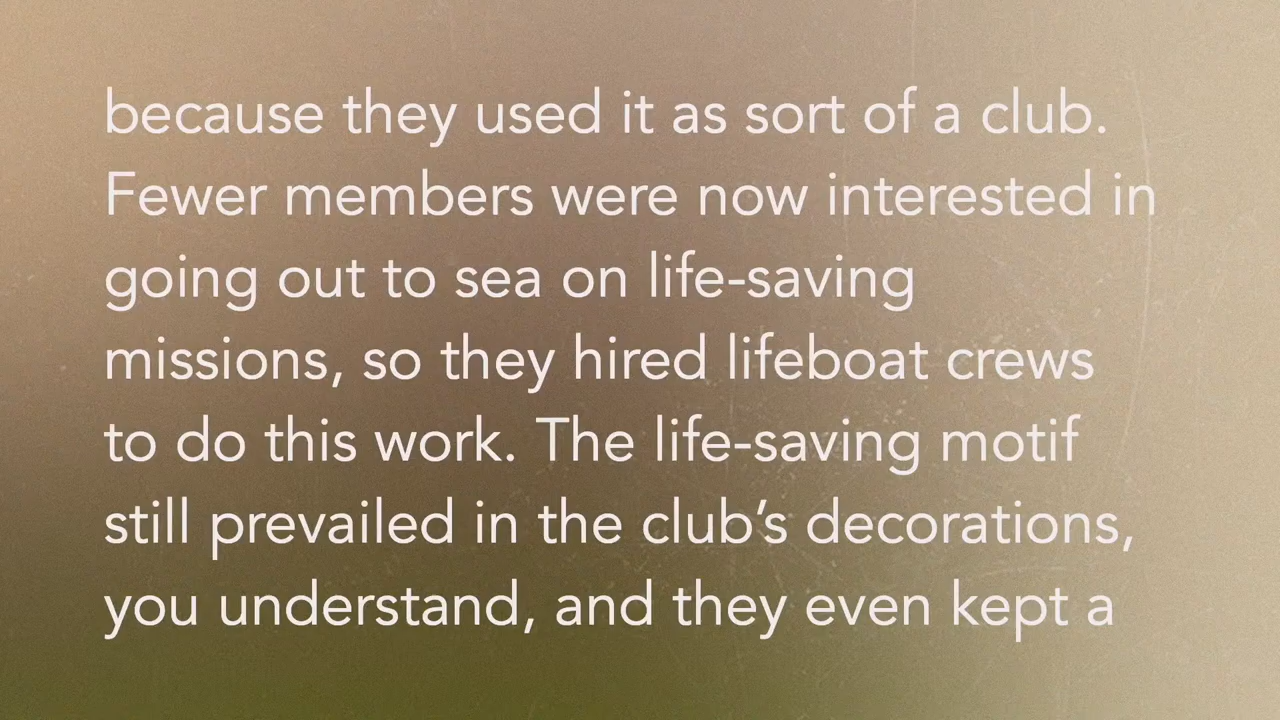 because they used it as sort of a club.
Fewer members were now interested in
going out to sea on life-saving
missions, so they hired lifeboat crews
to do this work. The life-saving motif
still prevailed in the club’s decorations,
you understand, and they even kept a